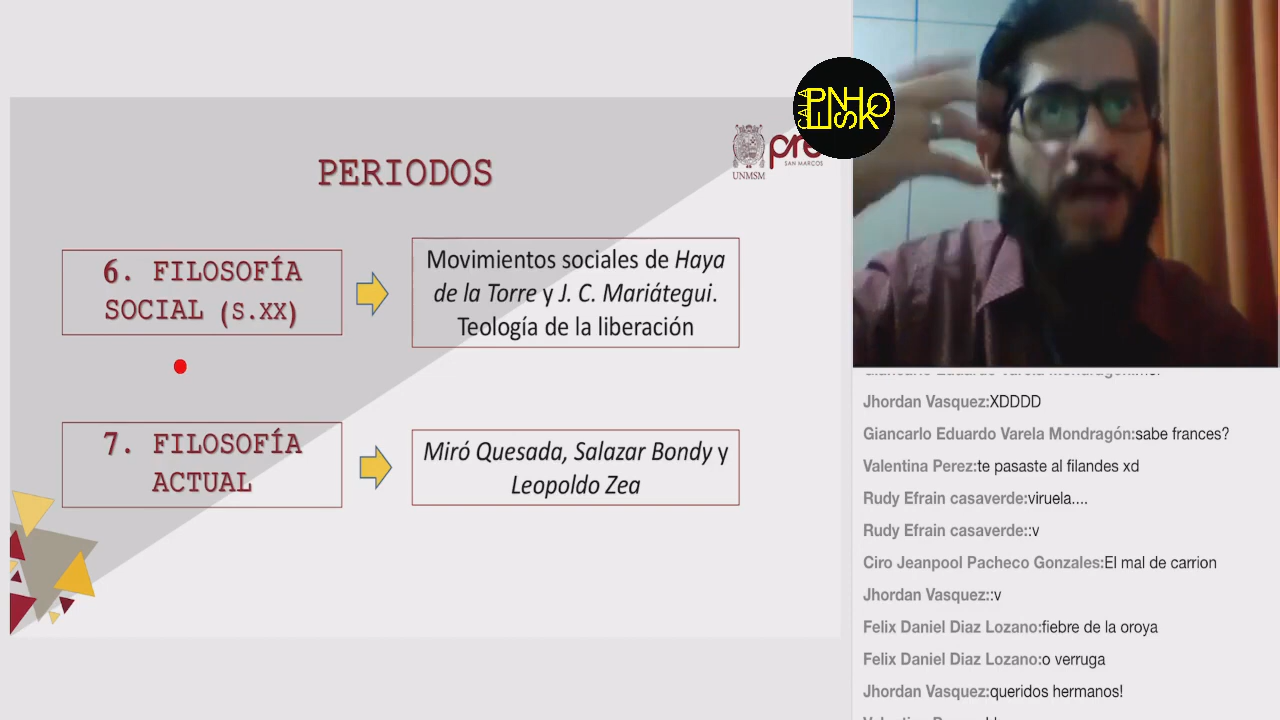 PERIODOS
UNMSM
pre
SAN MARCOS
CALA
PENSHKO
6. FILOSOFÍA
SOCIAL (S.XX)
Movimientos sociales de Haya
de la Torre y J. C. Mariátegui.
Teología de la liberación
7. FILOSOFÍA
ACTUAL
Miró Quesada, Salazar Bondy y
Leopoldo Zea
Jhordan Vasquez:XDDDD
Giancarlo Eduardo Varela Mondragón:sabe frances?
Valentina Perez:te pasaste al filandes xd
Rudy Efrain casaverde:viruela....
Rudy Efrain casaverde::v
Ciro Jeanpool Pacheco Gonzales:El mal de carrion
Jhordan Vasquez::v
Felix Daniel Diaz Lozano:fiebre de la oroya
Felix Daniel Diaz Lozano:o verruga
Jhordan Vasquez:queridos hermanos!